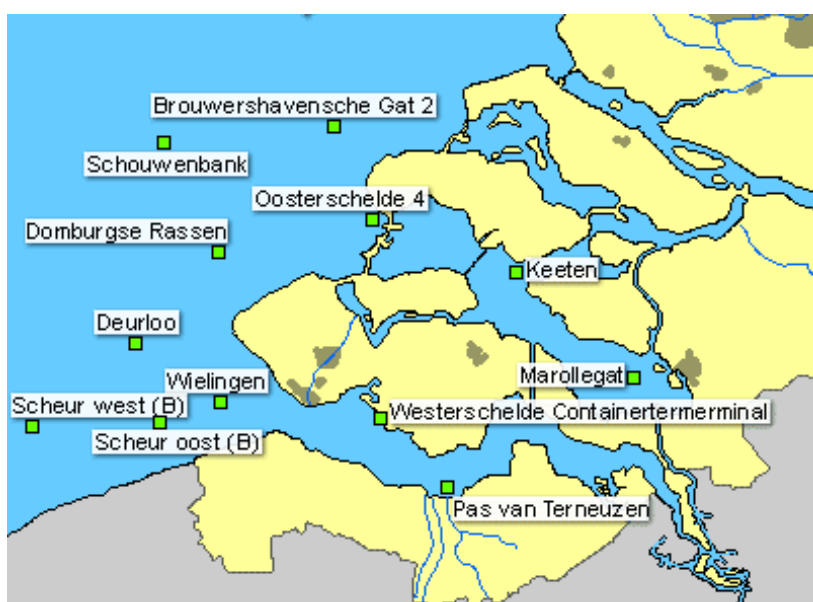 Brouwershavensche Gat 2
Schouwenbank
Oosterschelde 4
Domburgse Rassen
Keeten
Deurloo
Wielingen
Marollegat
Scheur west (B)
Westerschelde Containertermerminal
Scheur oost (B)
Pas van Terneuzen